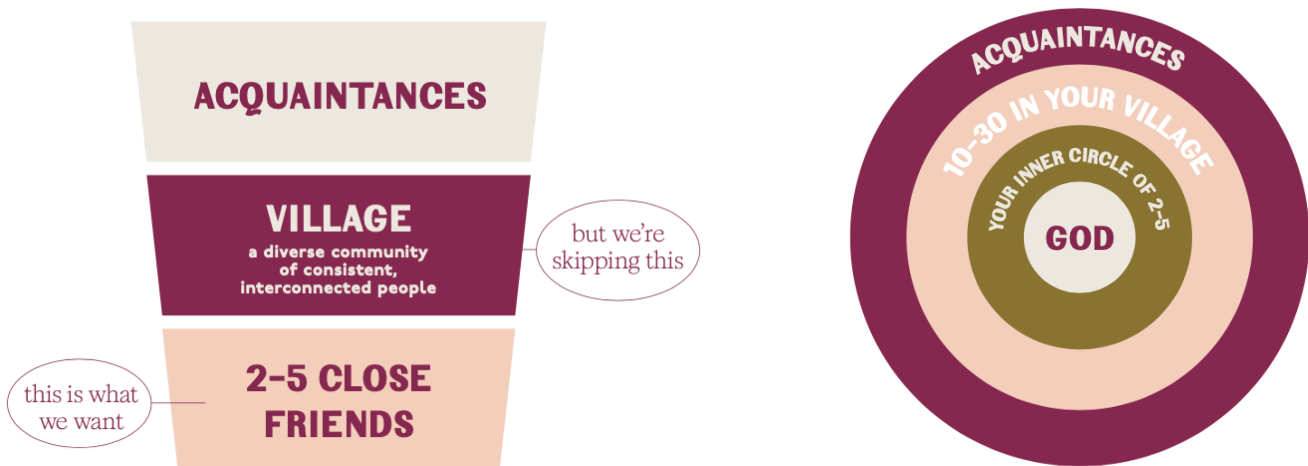 ACQUAINTANCES
VILLAGE
a diverse community
of consistent,
interconnected people
but we're
skipping this
this is what
we want
2-5 CLOSE
FRIENDS
ACQUAINTANCES
10-30 IN YOUR VILLAGE
YOUR INNER CIRCLE OF 2-5
GOD